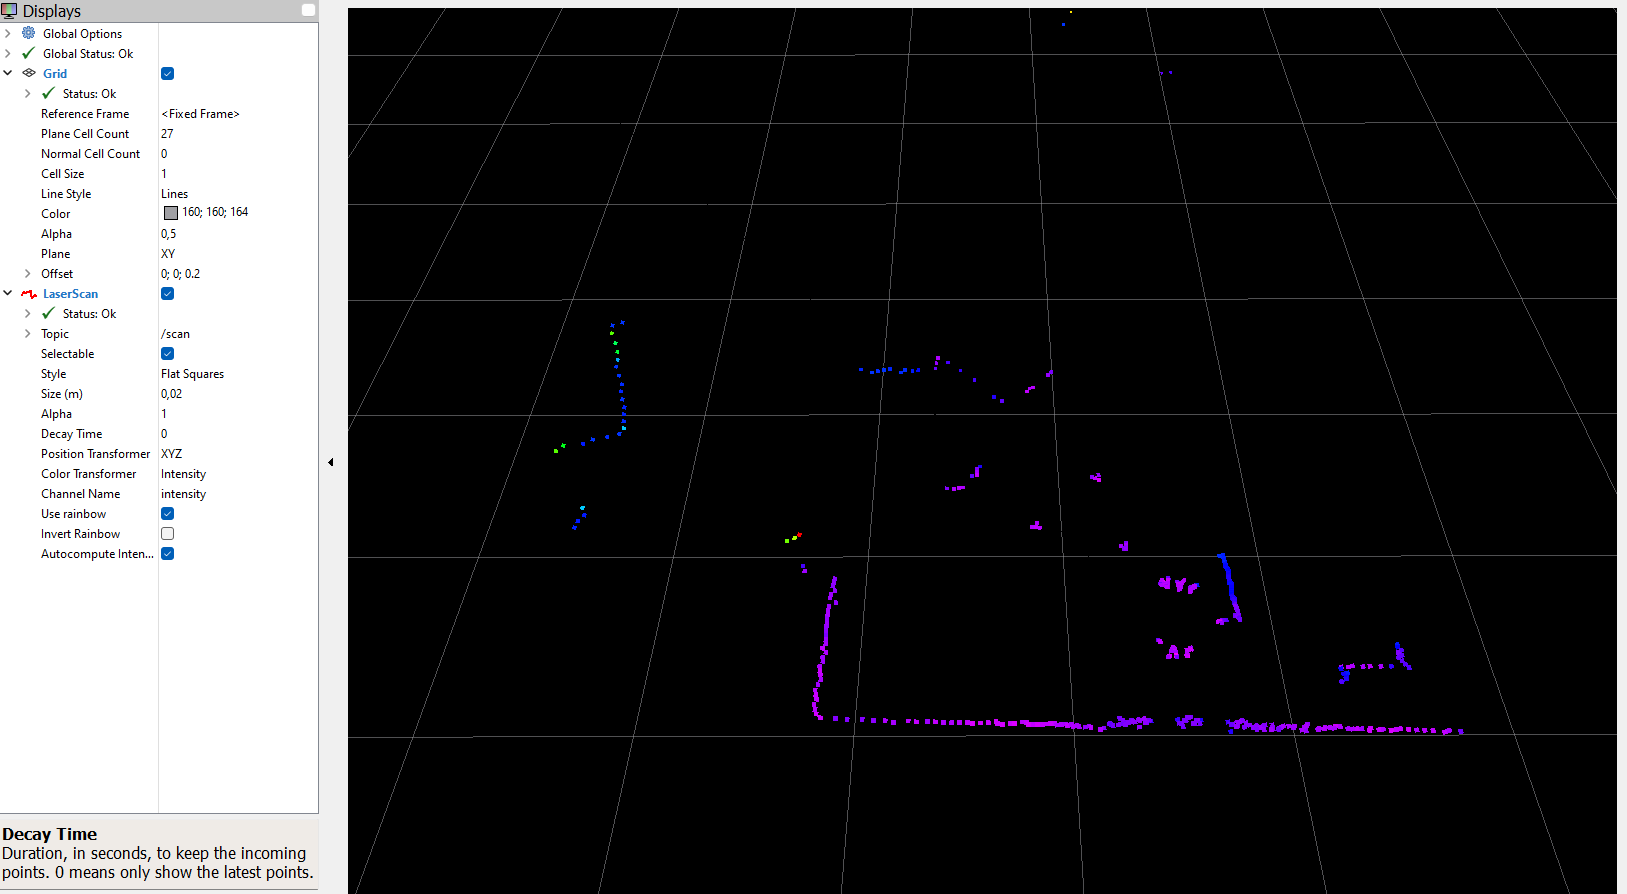 Displays
Global Options
Global Status: Ok
Grid
Status: Ok
Reference Frame <Fixed Frame>
Plane Cell Count 27
Normal Cell Count 0
Cell Size 1
Line Style Lines
Color 160; 160; 164
Alpha 0,5
Plane XY
Offset 0; 0; 0.2
LaserScan
Status: Ok
Topic /scan
Selectable
Style Flat Squares
Size (m) 0,02
Alpha 1
Decay Time 0
Position Transformer XYZ
Color Transformer Intensity
Channel Name intensity
Use rainbow
Invert Rainbow
Autocompute Inten...
Decay Time
Duration, in seconds, to keep the incoming
points. 0 means only show the latest points.